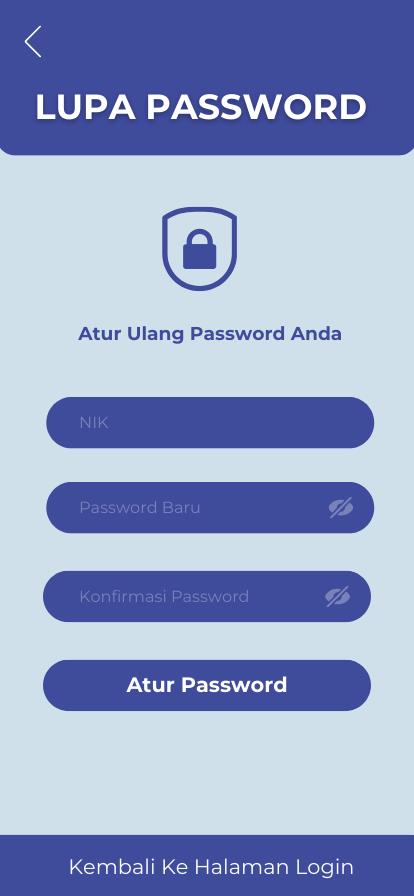 LUPA PASSWORD
Atur Ulang Password Anda
NIK
Password Baru
Konfirmasi Password
Atur Password
Kembali Ke Halaman Login